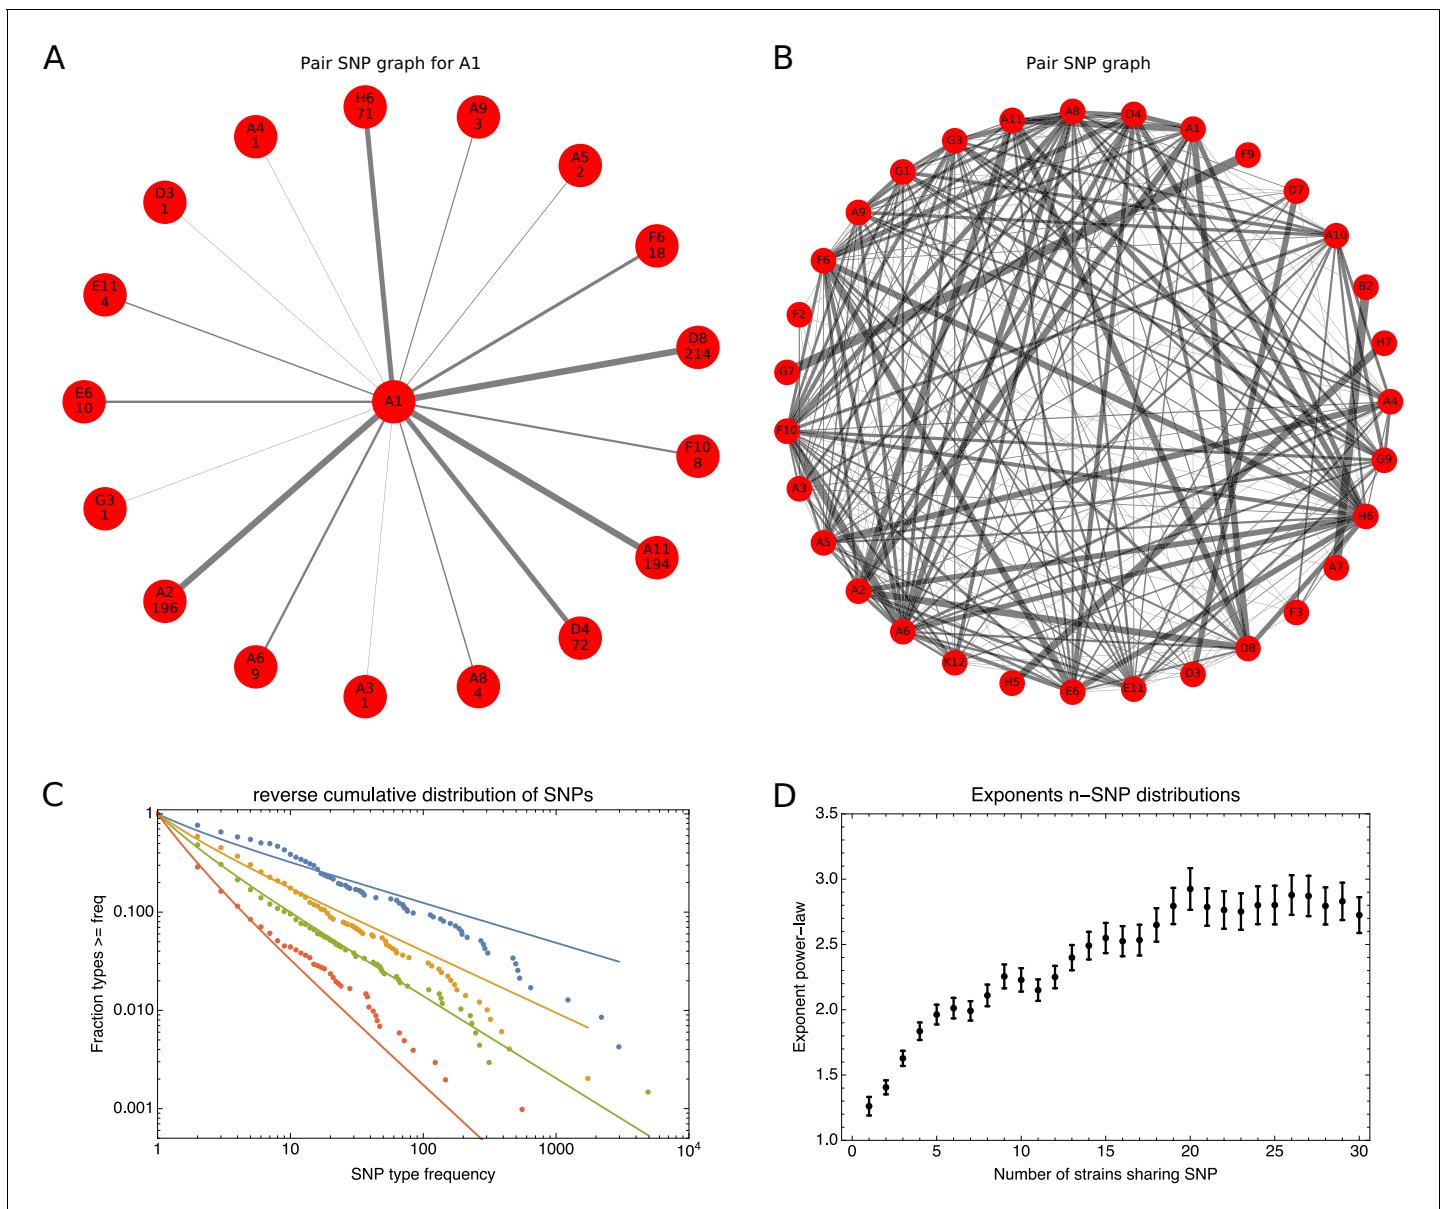 A
Pair SNP graph for A1
H6
71
A9
3
A5
2
F6
18
D8
214
F10
8
A11
194
D4
72
A8
4
A3
1
A6
9
A2
196
G3
1
E6
10
E11
4
D3
1
A4
1
A1
B
Pair SNP graph
A8
D4
A1
F9
D7
A10
B2
H7
A4
G9
H6
A7
F3
D8
D3
E11
E6
H5
K12
A6
A2
A5
A3
F10
G7
F2
F6
A9
G1
G3
A11
C
reverse cumulative distribution of SNPs
Fraction types >= freq
1
0.100
0.010
0.001
1 10 100 1000 10⁴
SNP type frequency
D
Exponents n−SNP distributions
Exponent power−law
3.5
3.0
2.5
2.0
1.5
1.0
0 5 10 15 20 25 30
Number of strains sharing SNP